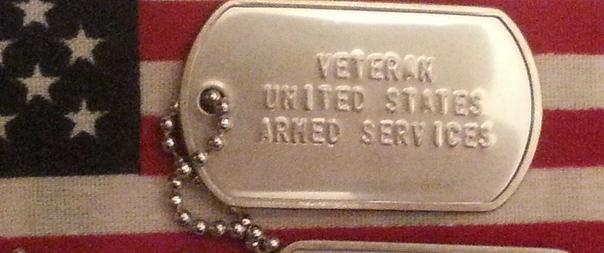 VETERAN
UNITED STATES
ARMED SERVICES